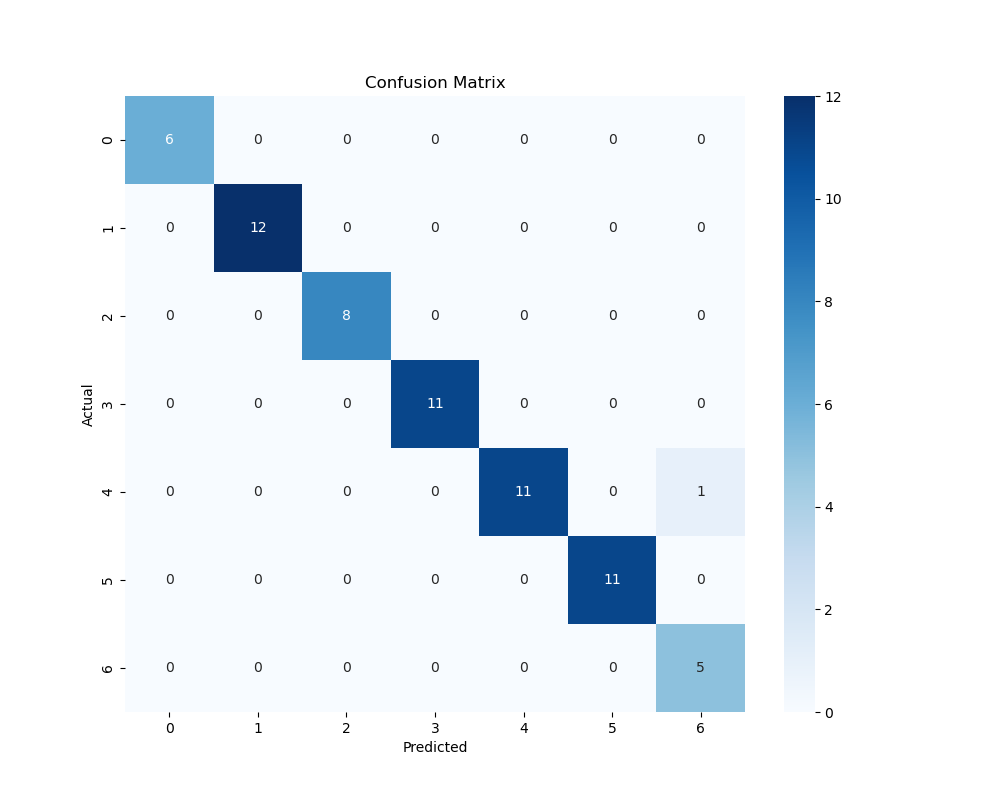 Confusion Matrix
0 6 0 0 0 0 0 0
1 0 12 0 0 0 0 0
2 0 0 8 0 0 0 0
3 0 0 0 11 0 0 0
4 0 0 0 0 11 0 1
5 0 0 0 0 0 11 0
6 0 0 0 0 0 0 5
Actual
0 1 2 3 4 5 6
Predicted
12
10
8
6
4
2
0